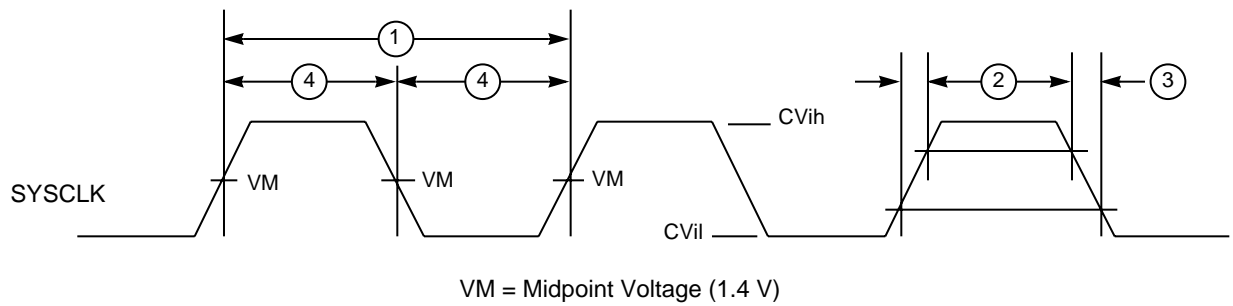 1
4 4 2 3
CVih
VM VM VM
SYSCLK
CVil
VM = Midpoint Voltage (1.4 V)